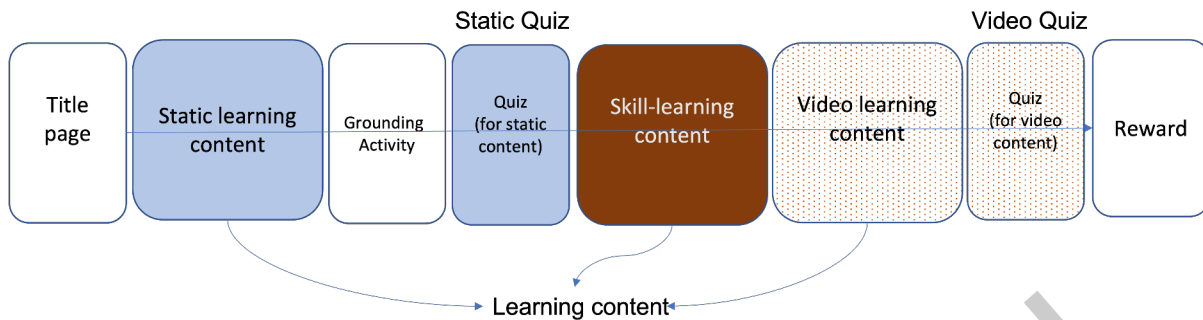 Static Quiz
Video Quiz
Title
page
Static learning
content
Grounding
Activity
Quiz
(for static
content)
Skill-learning
content
Video learning
content
Quiz
(for video
content)
Reward
Learning content